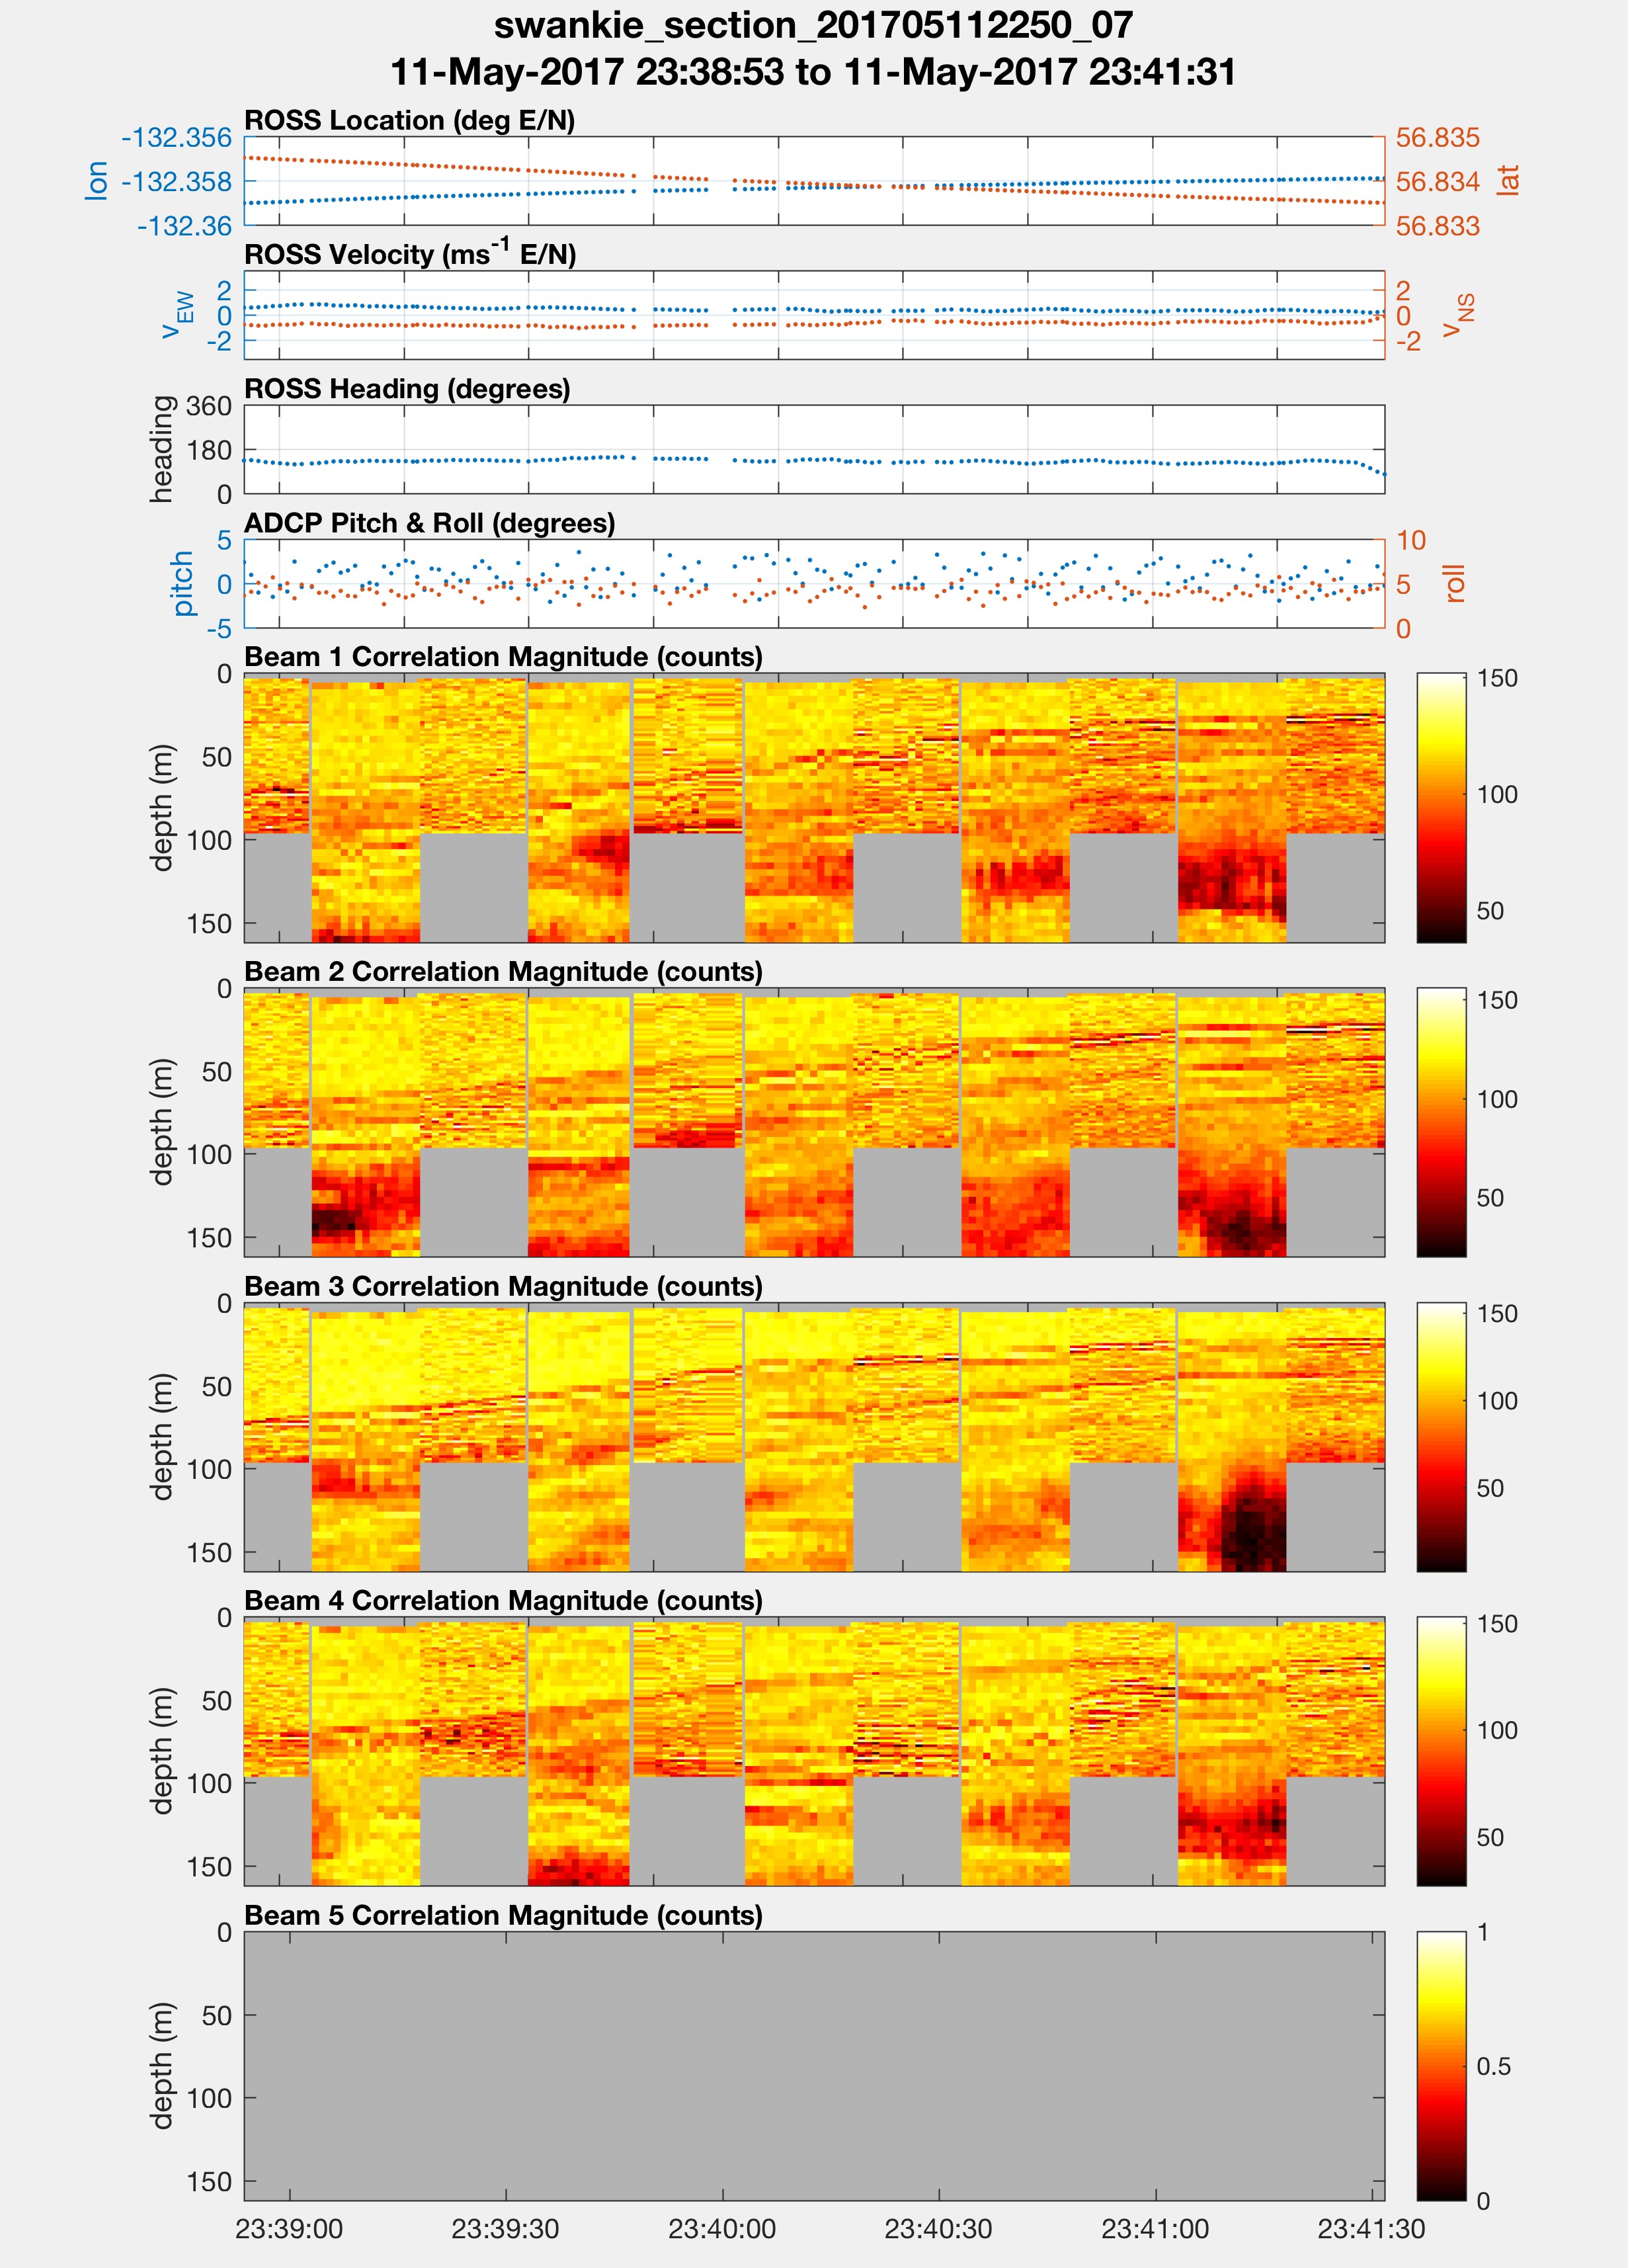 swankie_section_201705112250_07
11-May-2017 23:38:53 to 11-May-2017 23:41:31
ROSS Location (deg E/N)
-132.356
-132.358
-132.36
lon
56.835
56.834
56.833
lat
ROSS Velocity (ms-1 E/N)
2
0
-2
vEW
2
0
-2
vNS
ROSS Heading (degrees)
360
180
0
heading
ADCP Pitch & Roll (degrees)
5
0
-5
pitch
10
5
0
roll
Beam 1 Correlation Magnitude (counts)
0
50
100
150
depth (m)
150
100
50
Beam 2 Correlation Magnitude (counts)
0
50
100
150
depth (m)
150
100
50
Beam 3 Correlation Magnitude (counts)
0
50
100
150
depth (m)
150
100
50
Beam 4 Correlation Magnitude (counts)
0
50
100
150
depth (m)
150
100
50
Beam 5 Correlation Magnitude (counts)
0
50
100
150
depth (m)
1
0.5
0
23:39:00 23:39:30 23:40:00 23:40:30 23:41:00 23:41:30